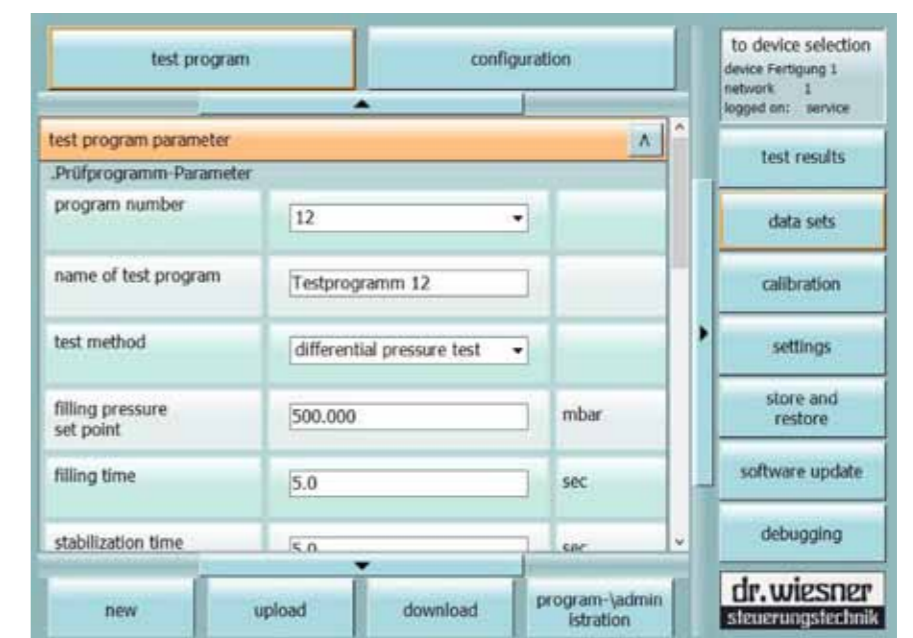 test program
configuration
test program parameter
.Prüfprogramm-Parameter
program number
12
name of test program
Testprogramm 12
test method
differential pressure test
filling pressure
set point
500.000
mbar
filling time
5.0
sec
stabilization time
5.0
sec
new
upload
download
program-\admin
istration
to device selection
device Fertigung 1
network 1
logged on: service
test results
data sets
calibration
settings
store and
restore
software update
debugging
dr.wiesner
steuerungstechnik